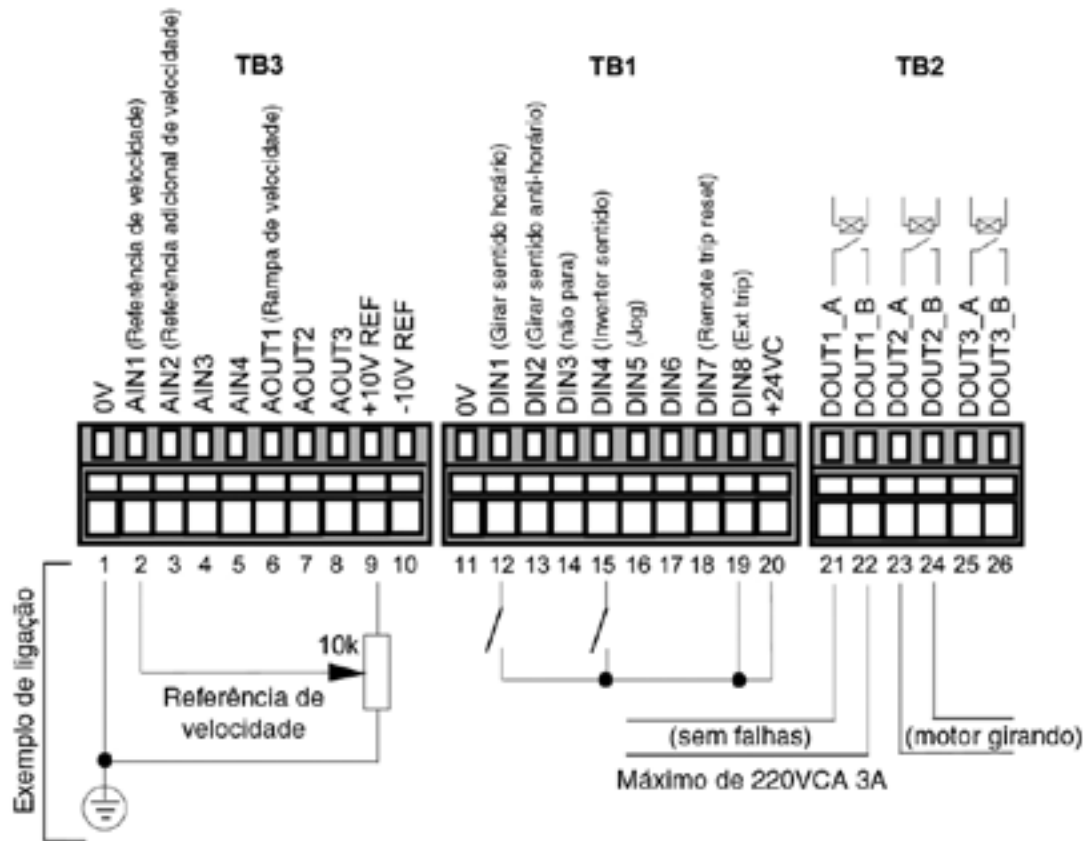 TB3
TB1
TB2
0V
AIN1 (Referência de velocidade)
AIN2 (Referência adicional de velocidade)
AIN3
AIN4
AOUT1 (Rampa de velocidade)
AOUT2
AOUT3
+10V REF
-10V REF
0V
DIN1 (Girar sentido horário)
DIN2 (Girar sentido anti-horário)
DIN3 (não para)
DIN4 (Inverter sentido)
DIN5 (Jog)
DIN6
DIN7 (Remote trip reset)
DIN8 (Ext trip)
+24VC
DOUT1_A
DOUT1_B
DOUT2_A
DOUT2_B
DOUT3_A
DOUT3_B
1 2 3 4 5 6 7 8 9 10
11 12 13 14 15 16 17 18 19 20
21 22 23 24 25 26
Exemplo de ligação
10k
Referência de
velocidade
(sem falhas)
(motor girando)
Máximo de 220VCA 3A